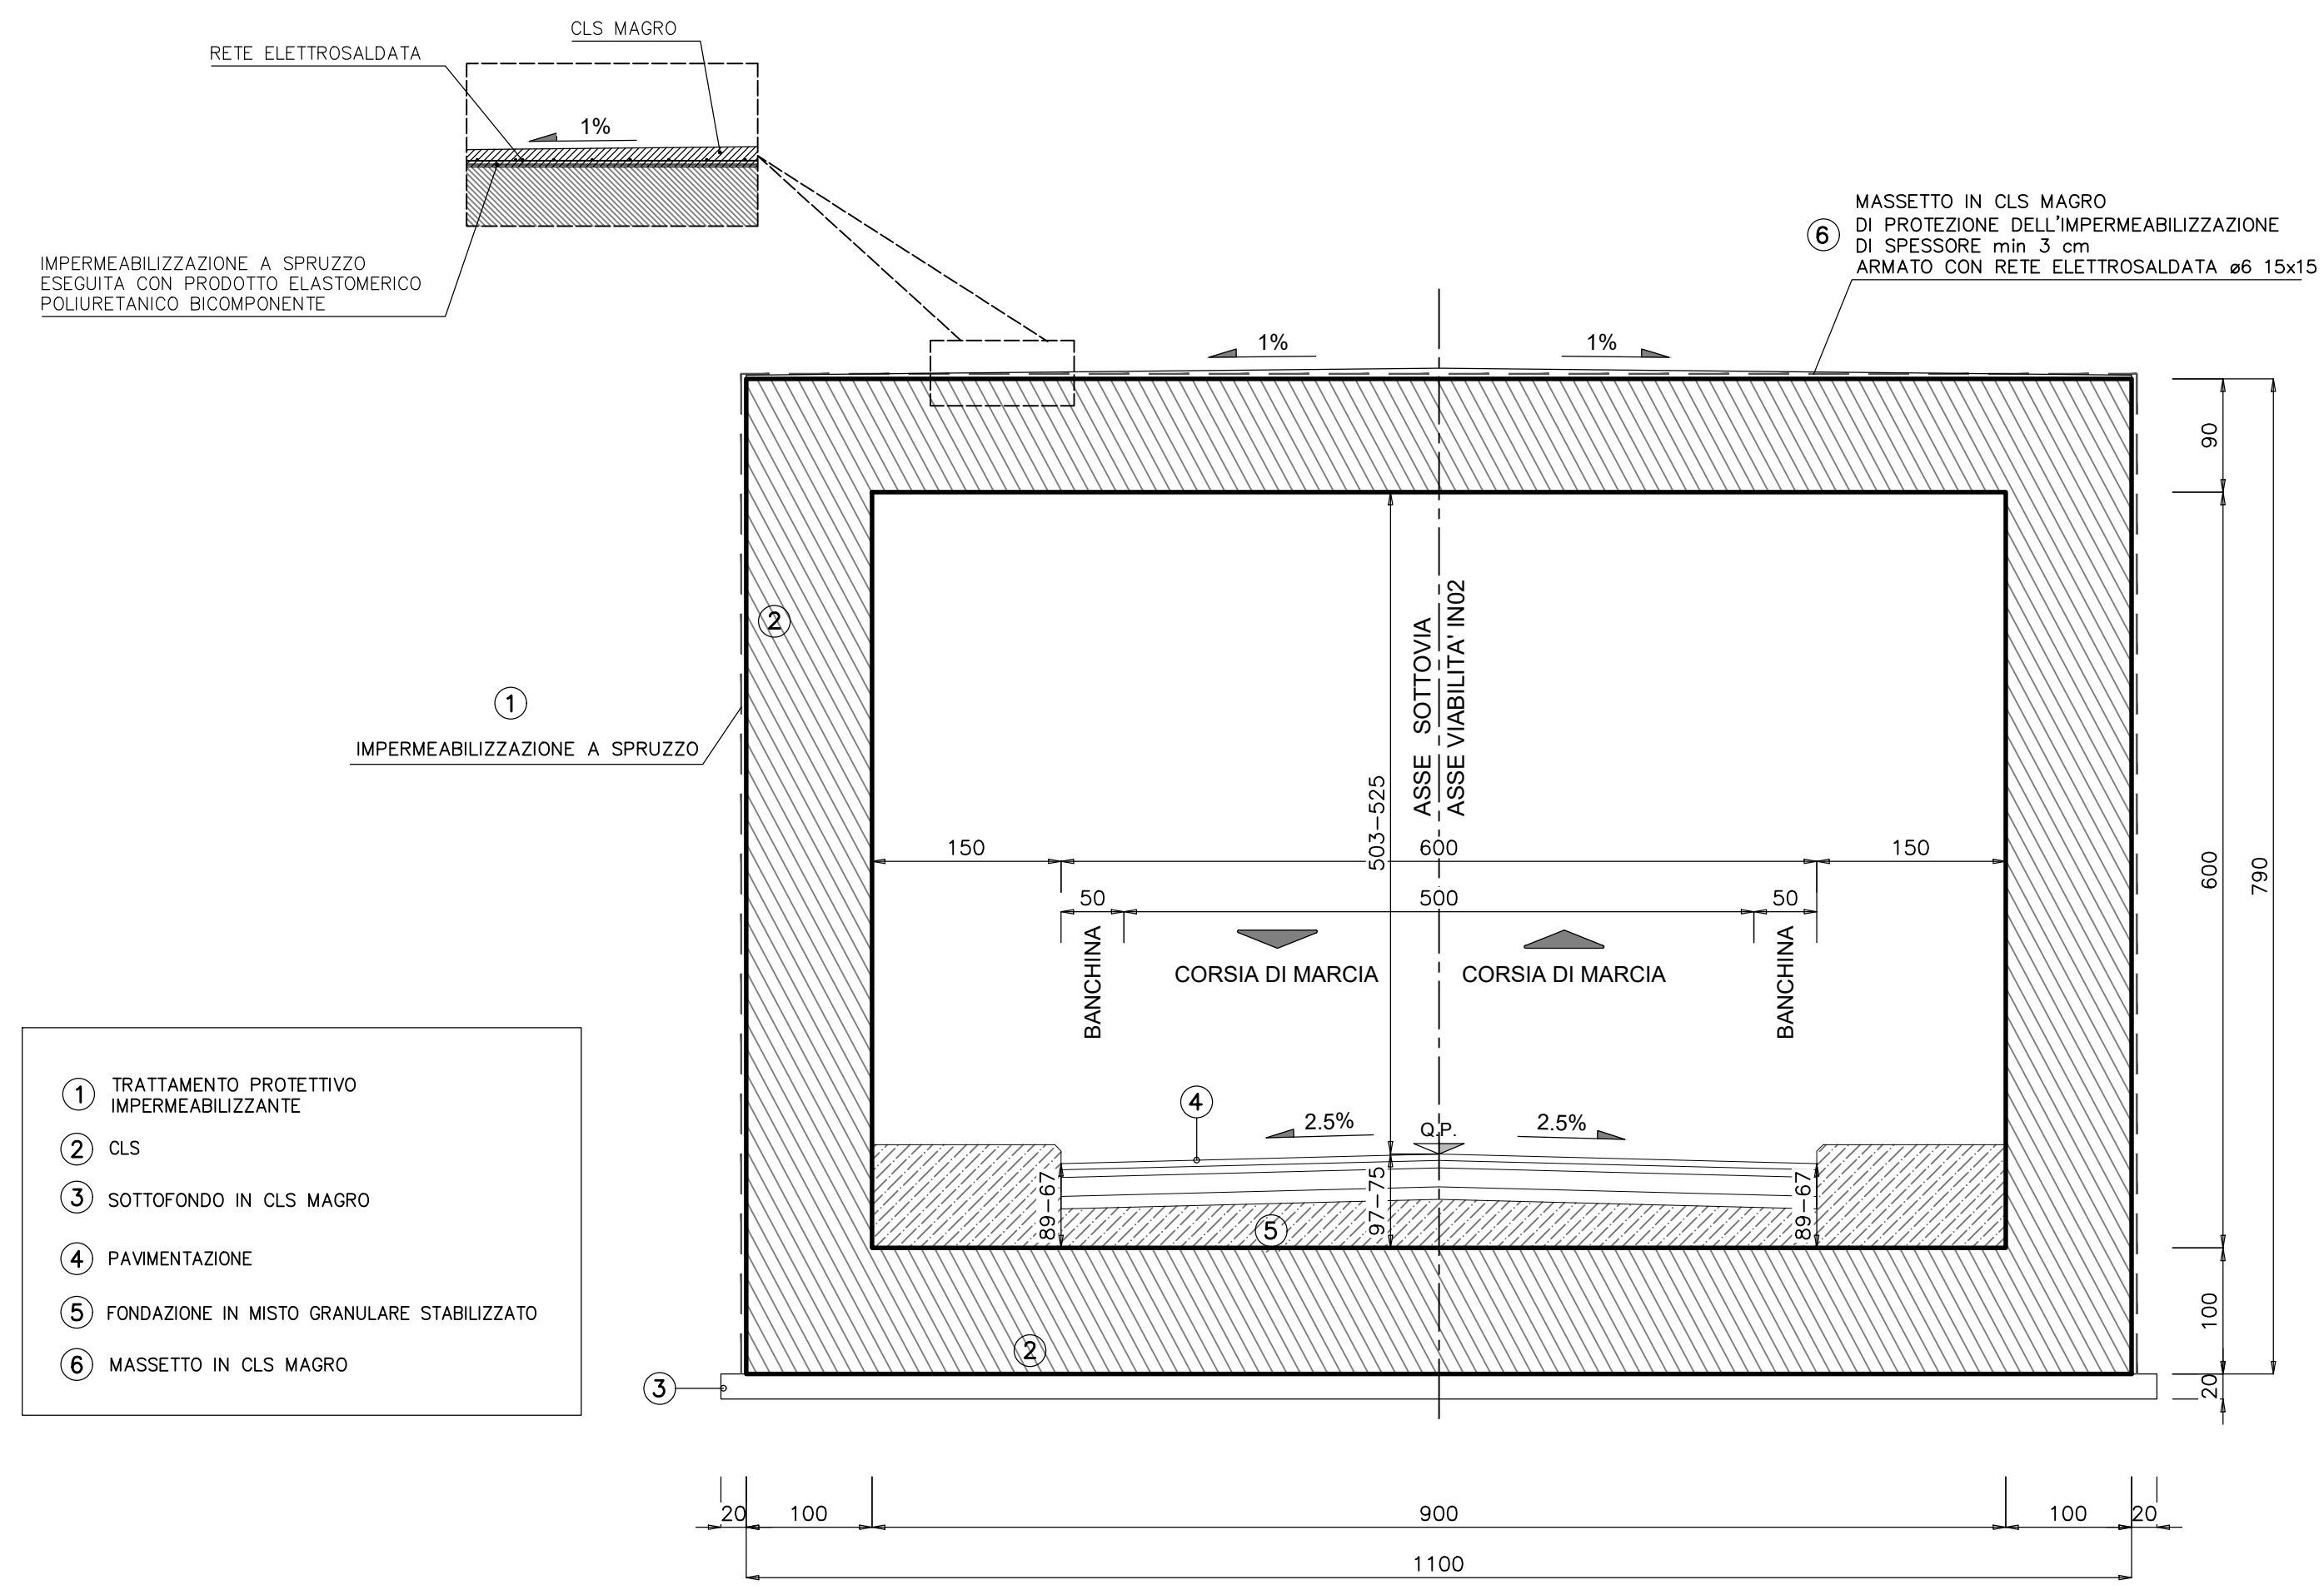 CLS MAGRO
RETE ELETTROSALDATA
1%
IMPERMEABILIZZAZIONE A SPRUZZO
ESEGUITA CON PRODOTTO ELASTOMERICO
POLIURETANICO BICOMPONENTE
MASSETTO IN CLS MAGRO
6
DI PROTEZIONE DELL'IMPERMEABILIZZAZIONE
DI SPESSORE min 3 cm
ARMATO CON RETE ELETTROSALDATA ø6 15x15
1%
1%
90
2
1
IMPERMEABILIZZAZIONE A SPRUZZO
ASSE SOTTOVIA
ASSE VIABILITA' IN02
503-525
150
600
150
50
500
50
BANCHINA
CORSIA DI MARCIA
CORSIA DI MARCIA
BANCHINA
600
790
4
2.5%
Q.P.
2.5%
89-67
97-75
89-67
5
100
2
3
20
1
TRATTAMENTO PROTETTIVO
IMPERMEABILIZZANTE
2
CLS
3
SOTTOFONDO IN CLS MAGRO
4
PAVIMENTAZIONE
5
FONDAZIONE IN MISTO GRANULARE STABILIZZATO
6
MASSETTO IN CLS MAGRO
20
100
900
100
20
1100